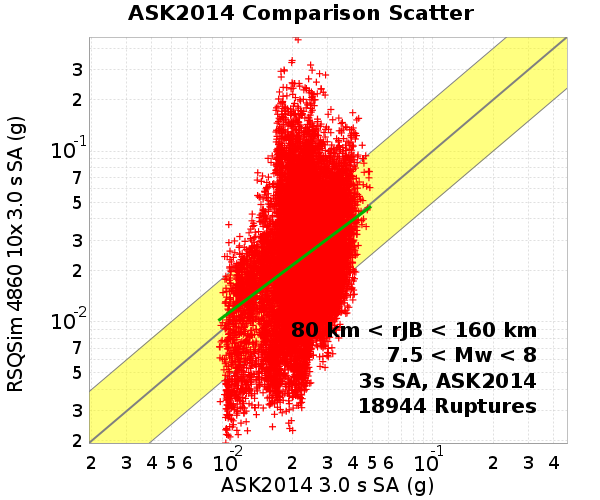 ASK2014 Comparison Scatter
RSQSim 4860 10x 3.0 s SA (g)
3
2
10-1
7
5
3
2
10-2
7
5
3
2
80 km < rJB < 160 km
7.5 < Mw < 8
3s SA, ASK2014
18944 Ruptures
2 3 4 5 6 10-2 2 3 4 5 6 10-1 2 3 4
ASK2014 3.0 s SA (g)